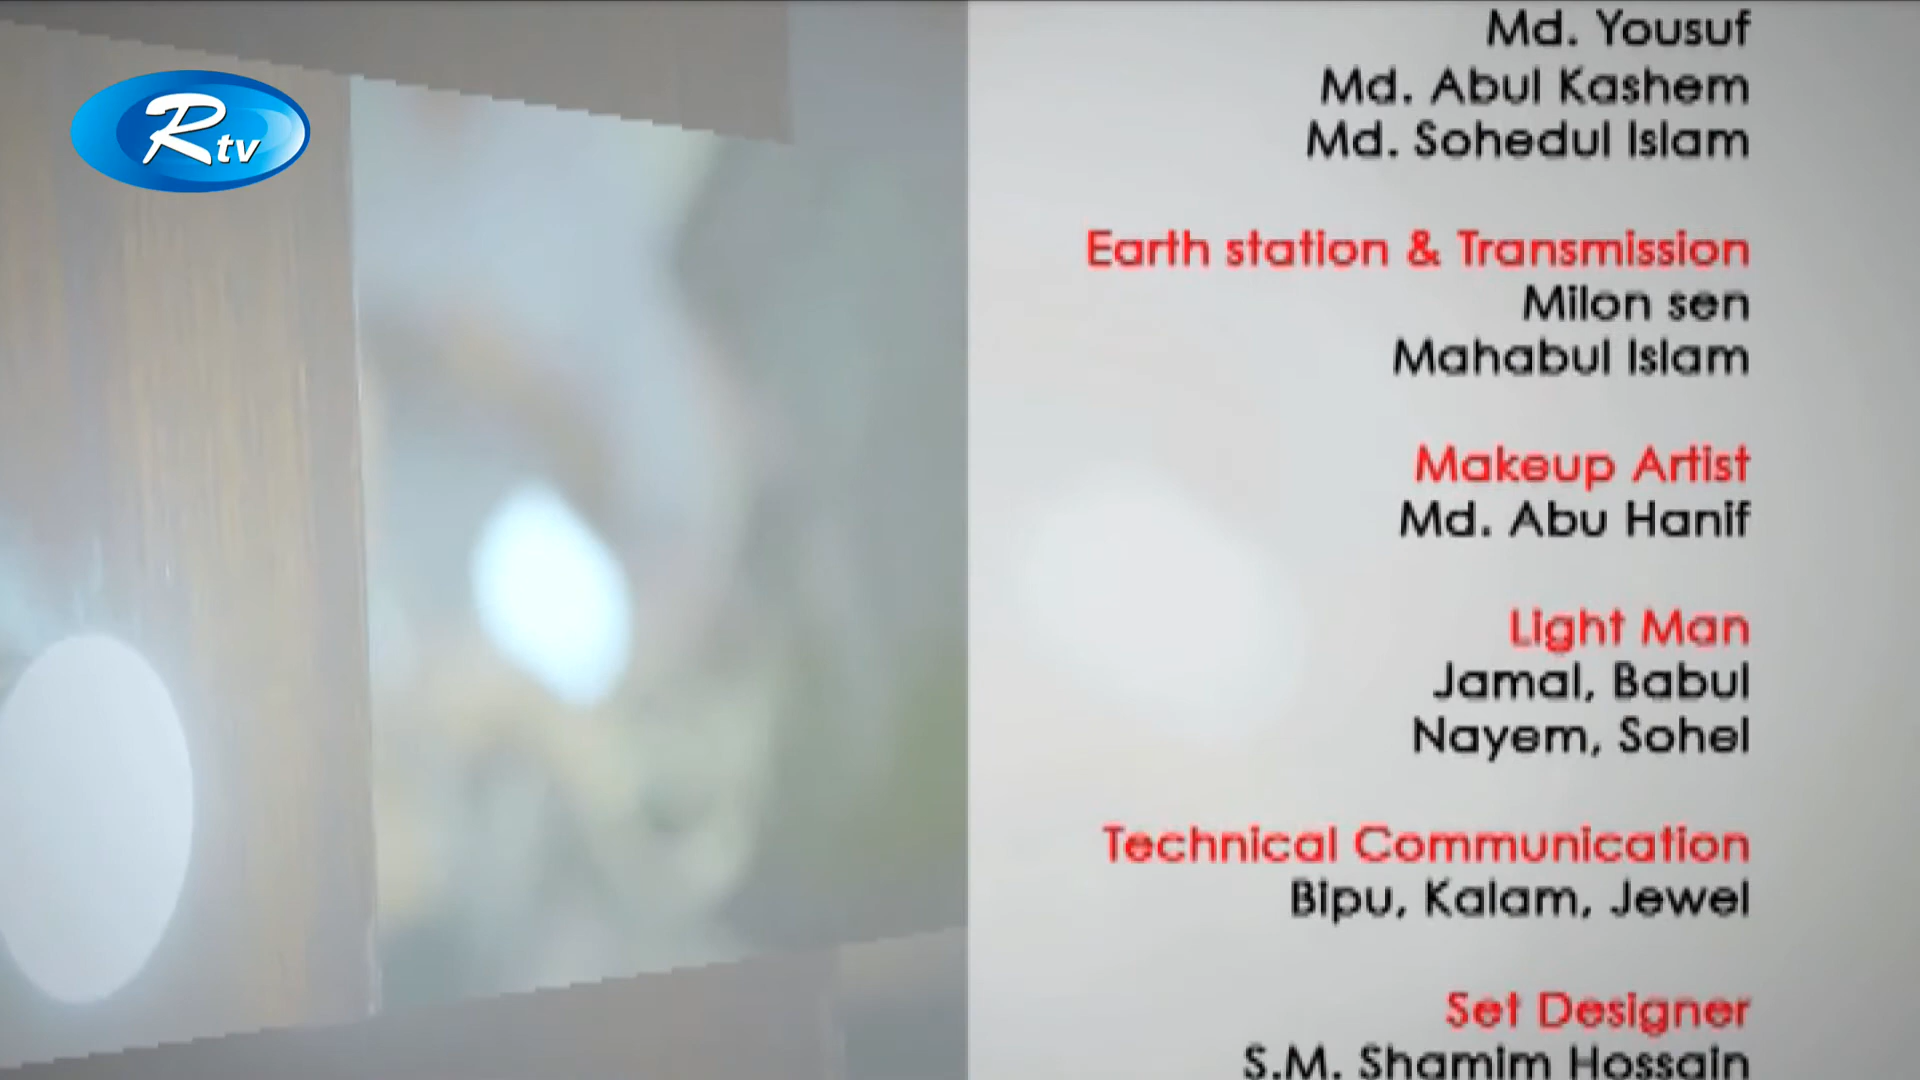 Rtv
Md. Yousuf
Md. Abul Kashem
Md. Sohedul Islam
Earth station & Transmission
Milon sen
Mahabul Islam
Makeup Artist
Md. Abu Hanif
Light Man
Jamal, Babul
Nayem, Sohel
Technical Communication
Bipu, Kalam, Jewel
Set Designer
S.M. Shamim Hossain